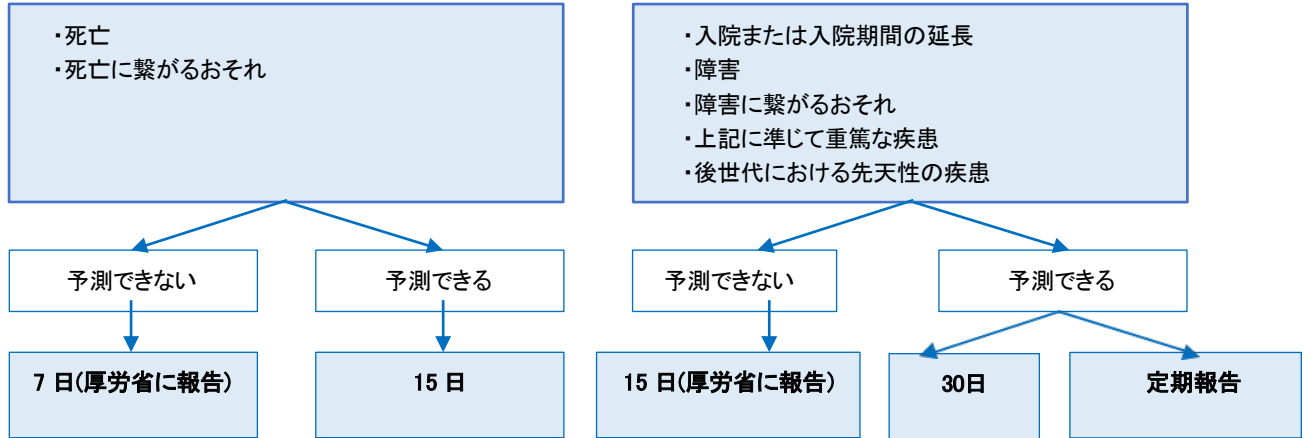 ・死亡
・死亡に繋がるおそれ
・入院または入院期間の延長
・障害
・障害に繋がるおそれ
・上記に準じて重篤な疾患
・後世代における先天性の疾患
予測できない
予測できる
予測できない
予測できる
7 日(厚労省に報告)
15 日
15 日(厚労省に報告)
30日
定期報告